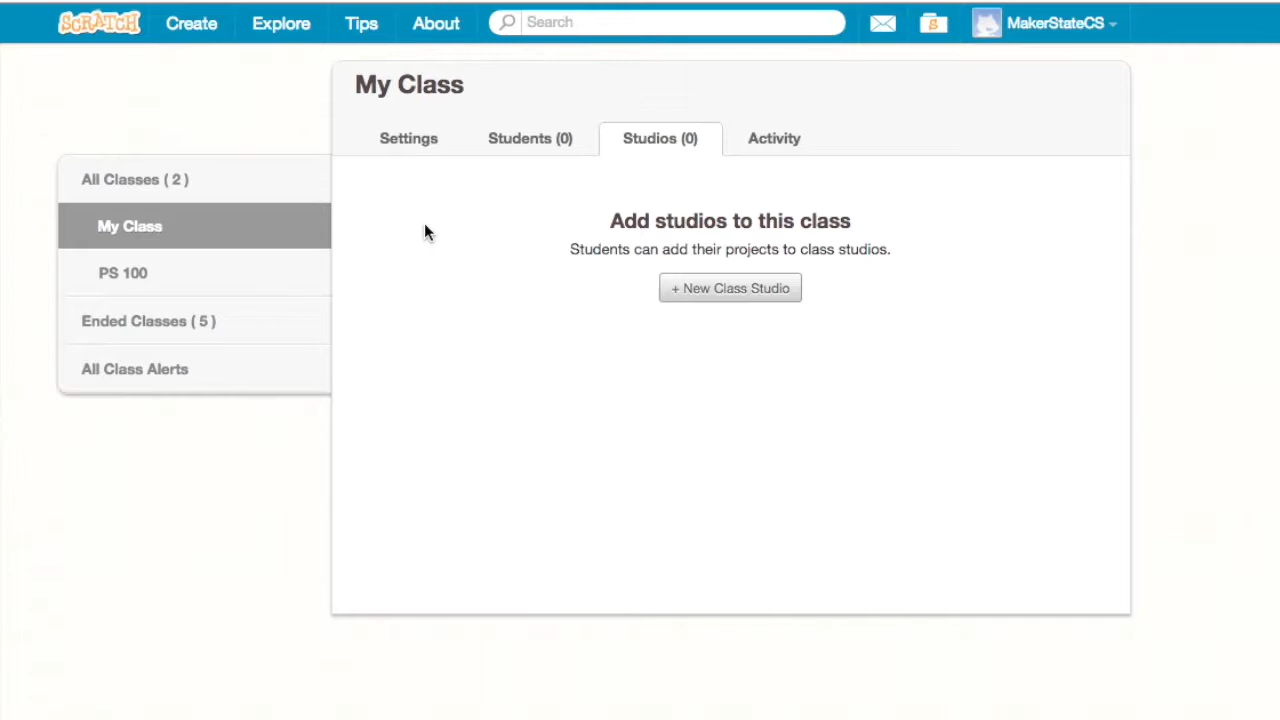 SCRATCH Create Explore Tips About Search S MakerStateCS
My Class
Settings Students (0) Studios (0) Activity
All Classes ( 2 )
My Class
PS 100
Ended Classes ( 5 )
All Class Alerts
Add studios to this class
Students can add their projects to class studios.
+ New Class Studio